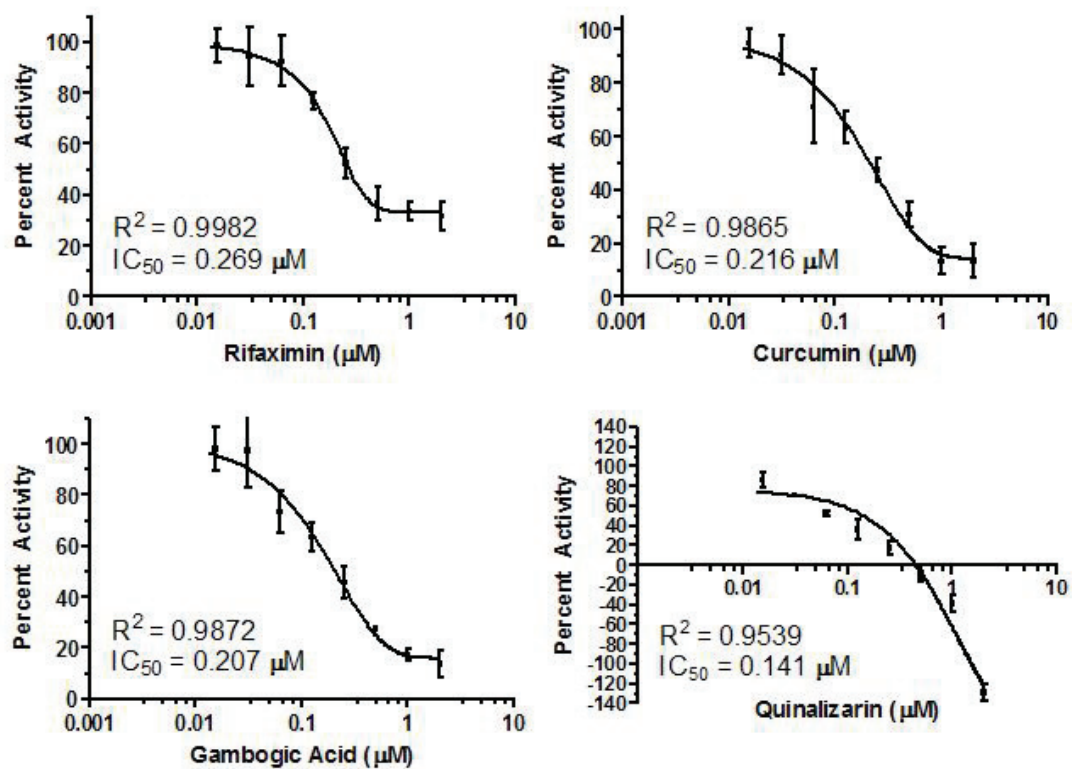 Percent Activity
100
80
60
40
20
0
R² = 0.9982
IC₅₀ = 0.269 μM
0.001 0.01 0.1 1 10
Rifaximin (μM)
Percent Activity
100
80
60
40
20
0
R² = 0.9865
IC₅₀ = 0.216 μM
0.001 0.01 0.1 1 10
Curcumin (μM)
Percent Activity
100
80
60
40
20
0
R² = 0.9872
IC₅₀ = 0.207 μM
0.001 0.01 0.1 1 10
Gambogic Acid (μM)
Percent Activity
140
120
100
80
60
40
20
0
-20
-40
-60
-80
-100
-120
-140
0.01 0.1 1 10
R² = 0.9539
IC₅₀ = 0.141 μM
Quinalizarin (μM)